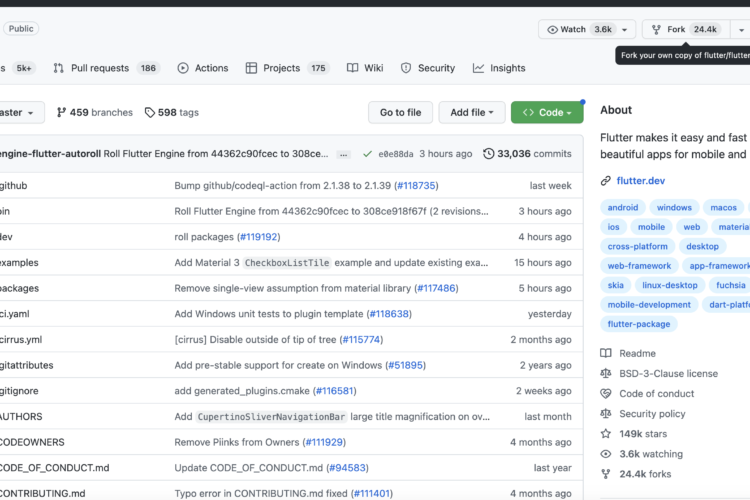 Public
Watch 3.6k
Fork 24.4k
Fork your own copy of flutter/flutter
s 5k+
Pull requests 186
Actions
Projects 175
Wiki
Security
Insights
aster
459 branches
598 tags
Go to file
Add file
Code
engine-flutter-autoroll Roll Flutter Engine from 44362c90fcec to 308ce... ... e0e88da 3 hours ago 33,036 commits
github Bump github/codeql-action from 2.1.38 to 2.1.39 (#118735) last week
bin Roll Flutter Engine from 44362c90fcec to 308ce918f67f (2 revisions... 3 hours ago
dev roll packages (#119192) 4 hours ago
examples Add Material 3 CheckboxListTile example and update existing exa... 15 hours ago
packages Remove single-view assumption from material library (#117486) 5 hours ago
ci.yaml Add Windows unit tests to plugin template (#118638) yesterday
cirrus.yml [cirrus] Disable outside of tip of tree (#115774) 2 months ago
gitattributes Add pre-stable support for create on Windows (#51895) 2 years ago
gitignore add generated_plugins.cmake (#116581) 2 weeks ago
AUTHORS Add CupertinoSliverNavigationBar large title magnification on ov... last month
CODEOWNERS Remove Piinks from Owners (#111929) 4 months ago
CODE_OF_CONDUCT.md Update CODE_OF_CONDUCT.md (#94583) last year
CONTRIBUTING.md Typo error in CONTRIBUTING.md fixed (#111401) 4 months ago
About
Flutter makes it easy and fast
beautiful apps for mobile and
flutter.dev
android windows macos
ios mobile web materia
cross-platform desktop
web-framework app-framework
skia linux-desktop fuchsia
mobile-development dart-platf
flutter-package
Readme
BSD-3-Clause license
Code of conduct
Security policy
149k stars
3.6k watching
24.4k forks